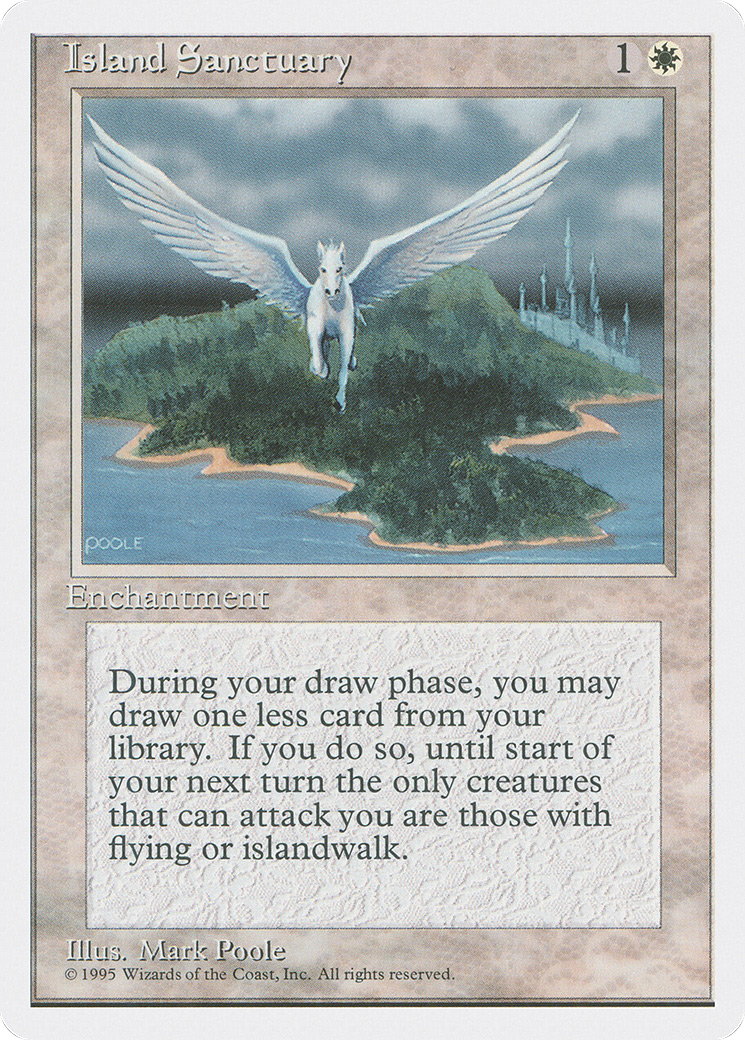 Island Sanctuary 1
POOLE
Enchantment
During your draw phase, you may
draw one less card from your
library. If you do so, until start of
your next turn the only creatures
that can attack you are those with
flying or islandwalk.
Illus. Mark Poole
© 1995 Wizards of the Coast, Inc. All rights reserved.